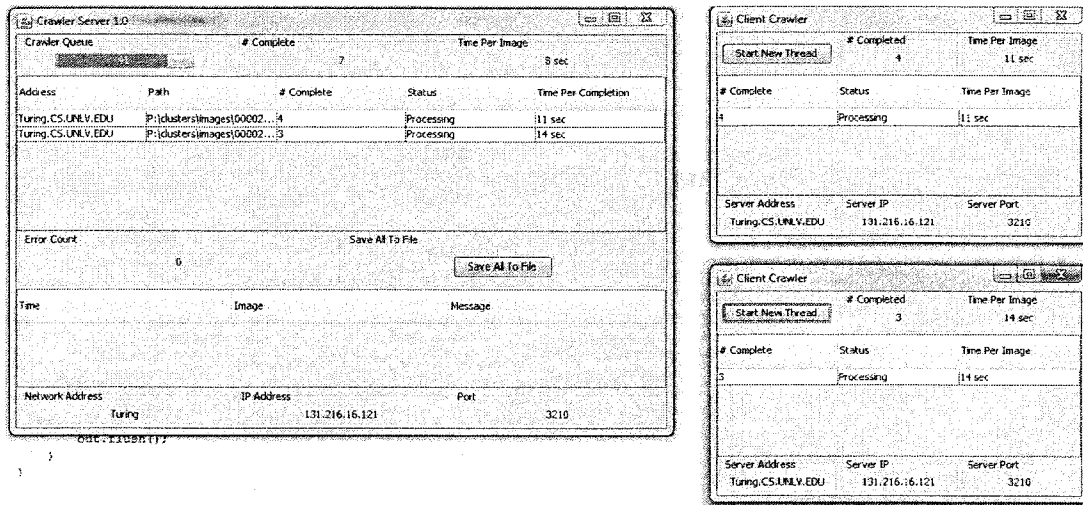 Crawler Server 1.0
Crawler Queue # Complete Time Per Image
7 8 sec
Address Path # Complete Status Time Per Completion
Turing.CS.UNLV.EDU P:\clusters\images\00002... 4 Processing 11 sec
Turing.CS.UNLV.EDU P:\clusters\images\00002... 3 Processing 14 sec
Error Count Save All To File
0 Save All To File
Time Image Message
Network Address IP Address Port
Turing 131.216.16.121 3210
out.flush();
}
}
Client Crawler
Start New Thread # Completed Time Per Image
4 11 sec
# Complete Status Time Per Image
4 Processing 11 sec
Server Address Server IP Server Port
Turing.CS.UNLV.EDU 131.216.16.121 3210
Client Crawler
Start New Thread # Completed Time Per Image
3 14 sec
# Complete Status Time Per Image
3 Processing 14 sec
Server Address Server IP Server Port
Turing.CS.UNLV.EDU 131.216.16.121 3210